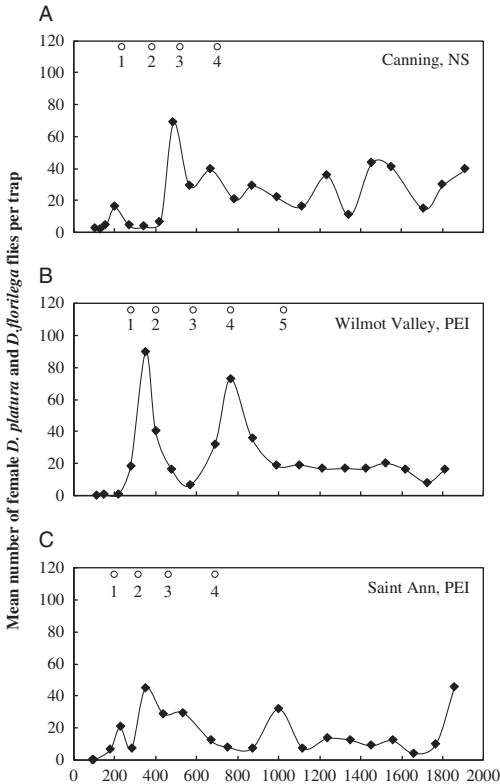 Mean number of female D. platura and D.florilega flies per trap
A
120
100
80
60
40
20
0
1 2 3 4
Canning, NS
B
120
100
80
60
40
20
0
1 2 3 4 5
Wilmot Valley, PEI
C
120
100
80
60
40
20
0
1 2 3 4
Saint Ann, PEI
0 200 400 600 800 1000 1200 1400 1600 1800 2000